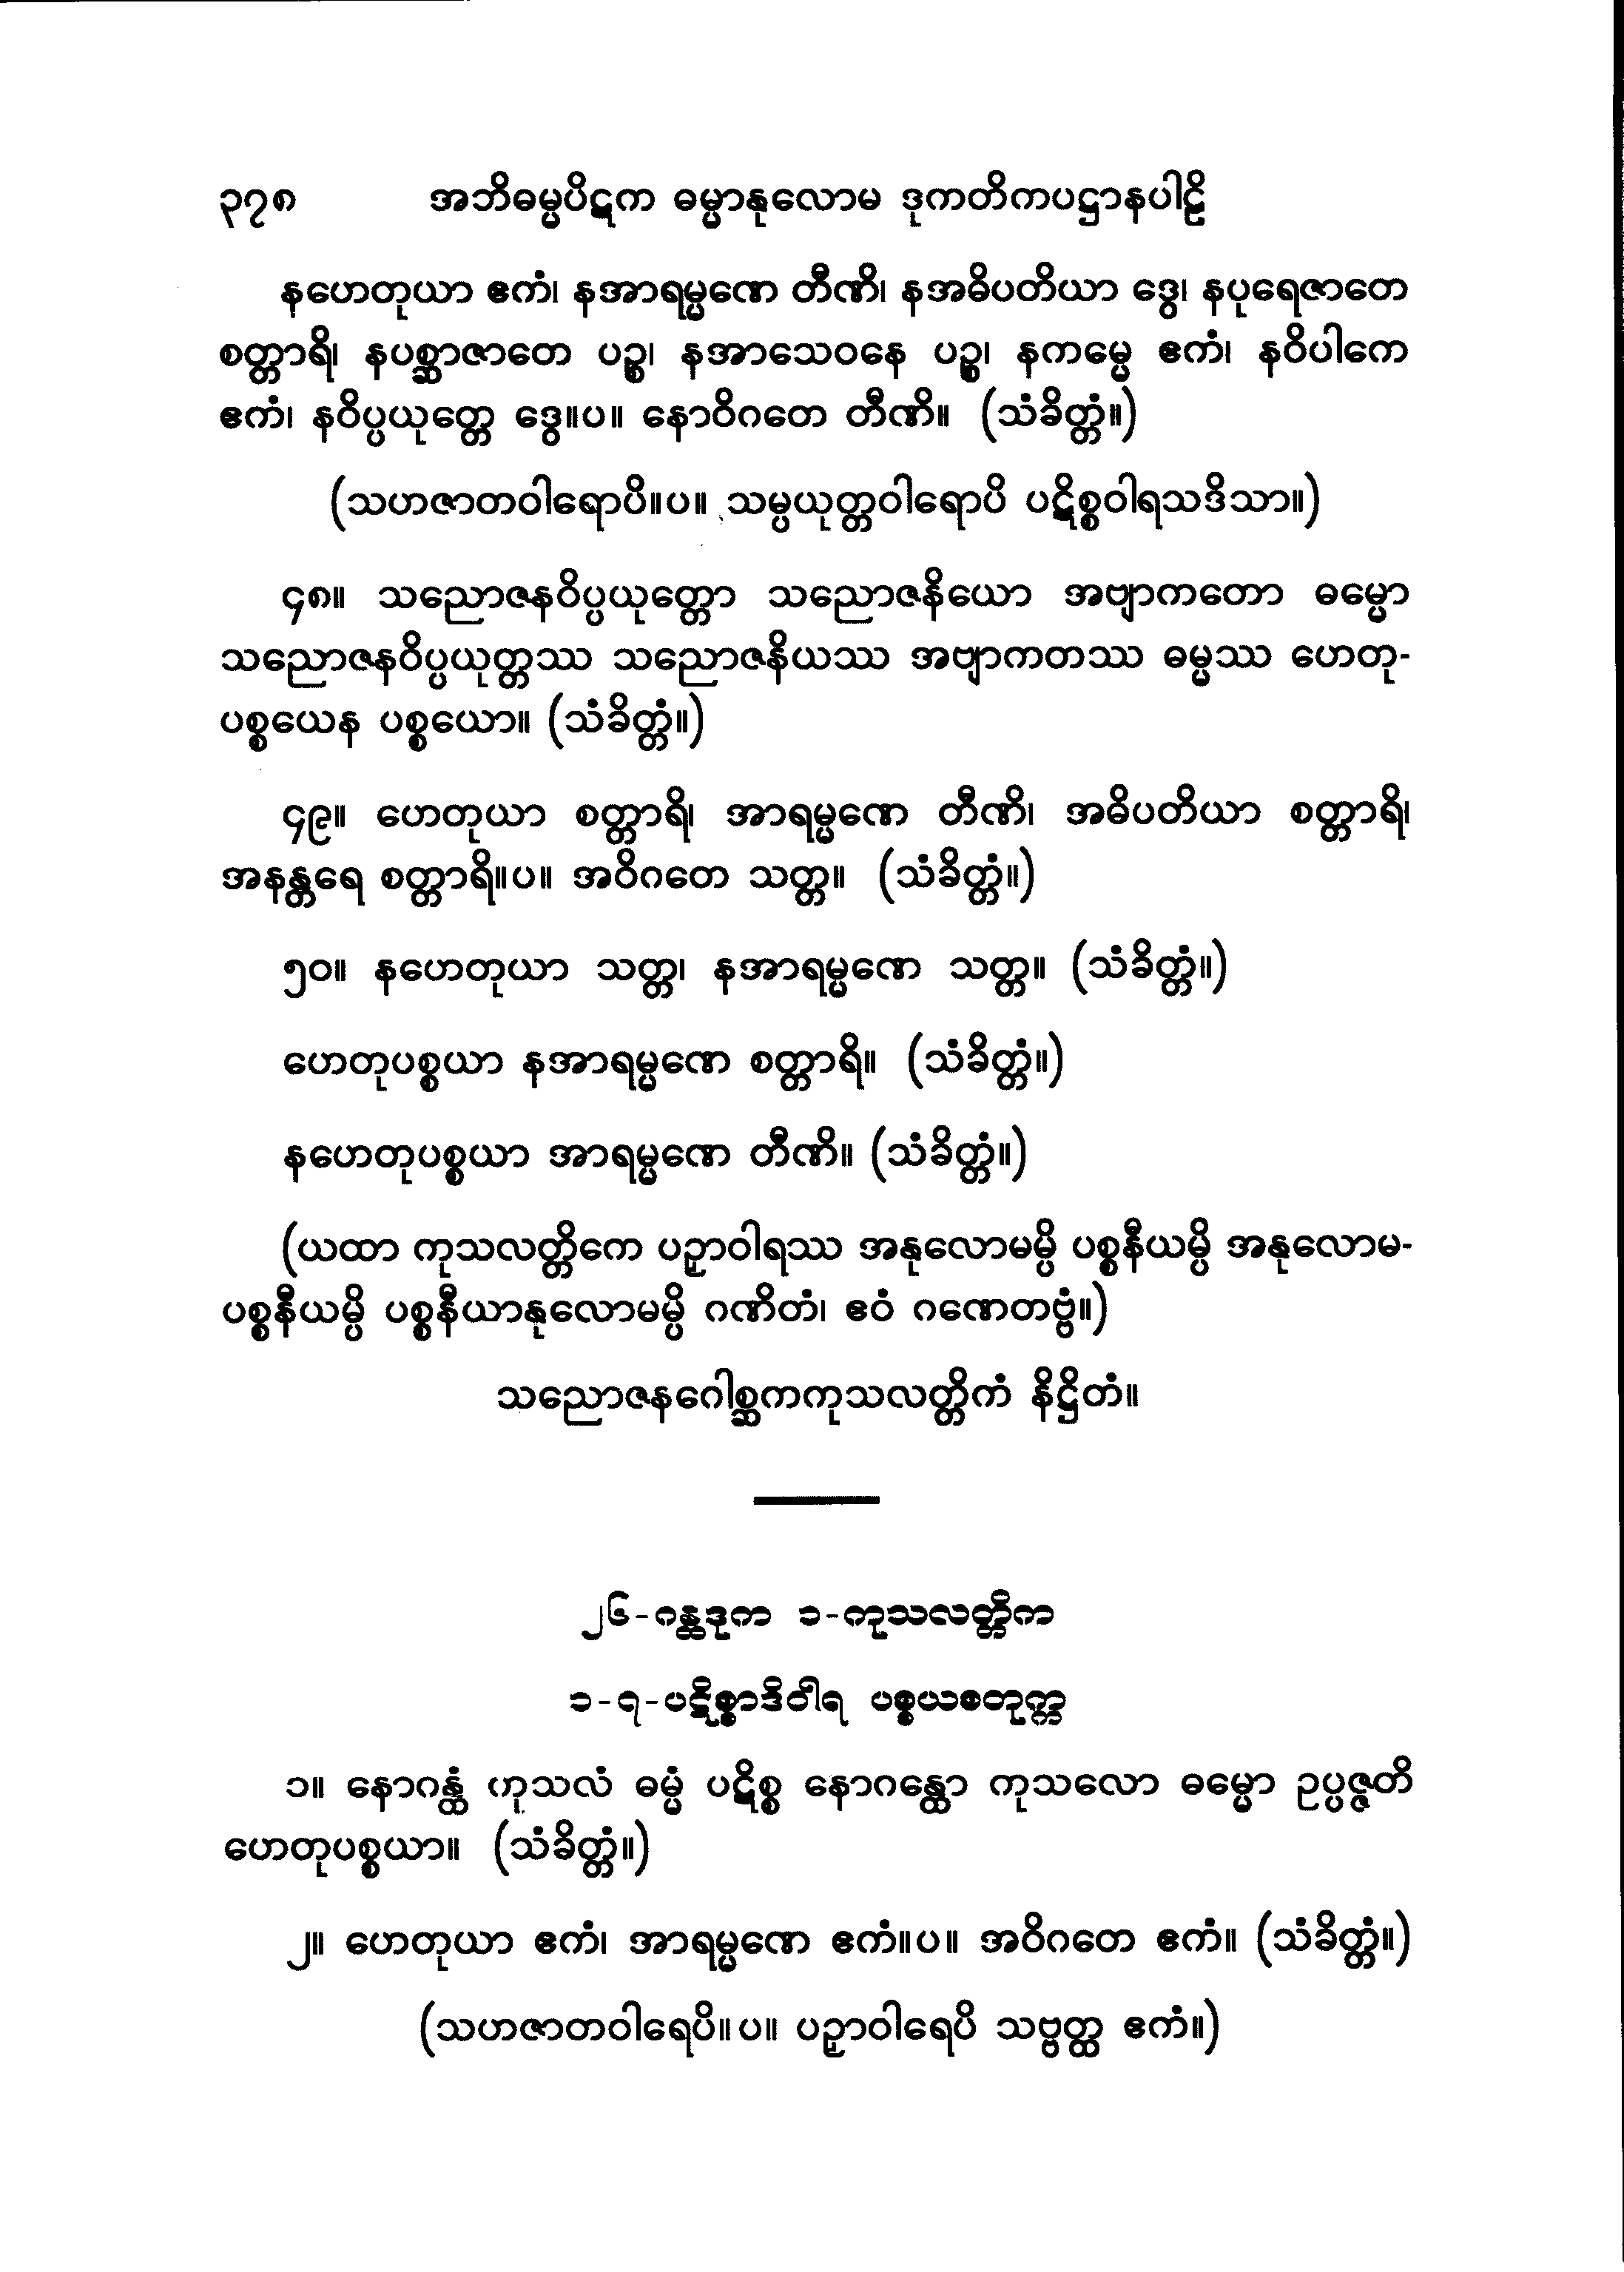 ၃၇၈ အဘိဓမ္မပိဋက ဓမ္မာနုလောမ ဒုကတိကပဋ္ဌာနပါဠိ
နဟေတုယာ ဧကံ၊ နအာရမ္မဏေ တီဏိ၊ နအဓိပတိယာ ဒွေ၊ နပုရေဇာတေ
စတ္တာရိ၊ နပစ္ဆာဇာတေ ပဉ္စ၊ နအာသေဝနေ ပဉ္စ၊ နကမ္မေ ဧကံ၊ နဝိပါကေ
ဧကံ၊ နဝိပ္ပယုတ္တေ ဒွေ။ပ။ နောဝိဂတေ တီဏိ။ (သံခိတ္တံ။)
(သဟဇာတဝါရောပိ။ပ။ သမ္ပယုတ္တဝါရောပိ ပဋိစ္စဝါရသဒိသာ။)
၄၈။ သညောဇနဝိပ္ပယုတ္တော သညောဇနိယော အဗျာကတော ဓမ္မော
သညောဇနဝိပ္ပယုတ္တဿ သညောဇနိယဿ အဗျာကတဿ ဓမ္မဿ ဟေတု-
ပစ္စယေန ပစ္စယော။ (သံခိတ္တံ။)
၄၉။ ဟေတုယာ စတ္တာရိ၊ အာရမ္မဏေ တီဏိ၊ အဓိပတိယာ စတ္တာရိ၊
အနန္တရေ စတ္တာရိ။ပ။ အဝိဂတေ သတ္တ။ (သံခိတ္တံ။)
၅၀။ နဟေတုယာ သတ္တ၊ နအာရမ္မဏေ သတ္တ။ (သံခိတ္တံ။)
ဟေတုပစ္စယာ နအာရမ္မဏေ စတ္တာရိ။ (သံခိတ္တံ။)
နဟေတုပစ္စယာ အာရမ္မဏေ တီဏိ။ (သံခိတ္တံ။)
(ယထာ ကုသလတ္တိကေ ပဉှာဝါရဿ အနုလောမမ္ပိ ပစ္စနီယမ္ပိ အနုလောမ-
ပစ္စနီယမ္ပိ ပစ္စနီယာနုလောမမ္ပိ ဂဏိတံ၊ ဧဝံ ဂဏေတဗ္ဗံ။)
သညောဇနဂေါစ္ဆကကုသလတ္တိကံ နိဋ္ဌိတံ။
၂၆-ဂန္ထဒုက ၁-ကုသလတ္တိက
၁-၇-ပဋိစ္စာဒိဝါရ ပစ္စယစတုက္က
၁။ နောဂန္ထံ ကုသလံ ဓမ္မံ ပဋိစ္စ နောဂန္ထော ကုသလော ဓမ္မော ဥပ္ပဇ္ဇတိ
ဟေတုပစ္စယာ။ (သံခိတ္တံ။)
၂။ ဟေတုယာ ဧကံ၊ အာရမ္မဏေ ဧကံ။ပ။ အဝိဂတေ ဧကံ။ (သံခိတ္တံ။)
(သဟဇာတဝါရေပိ။ပ။ ပဉှာဝါရေပိ သဗ္ဗတ္ထ ဧကံ။)